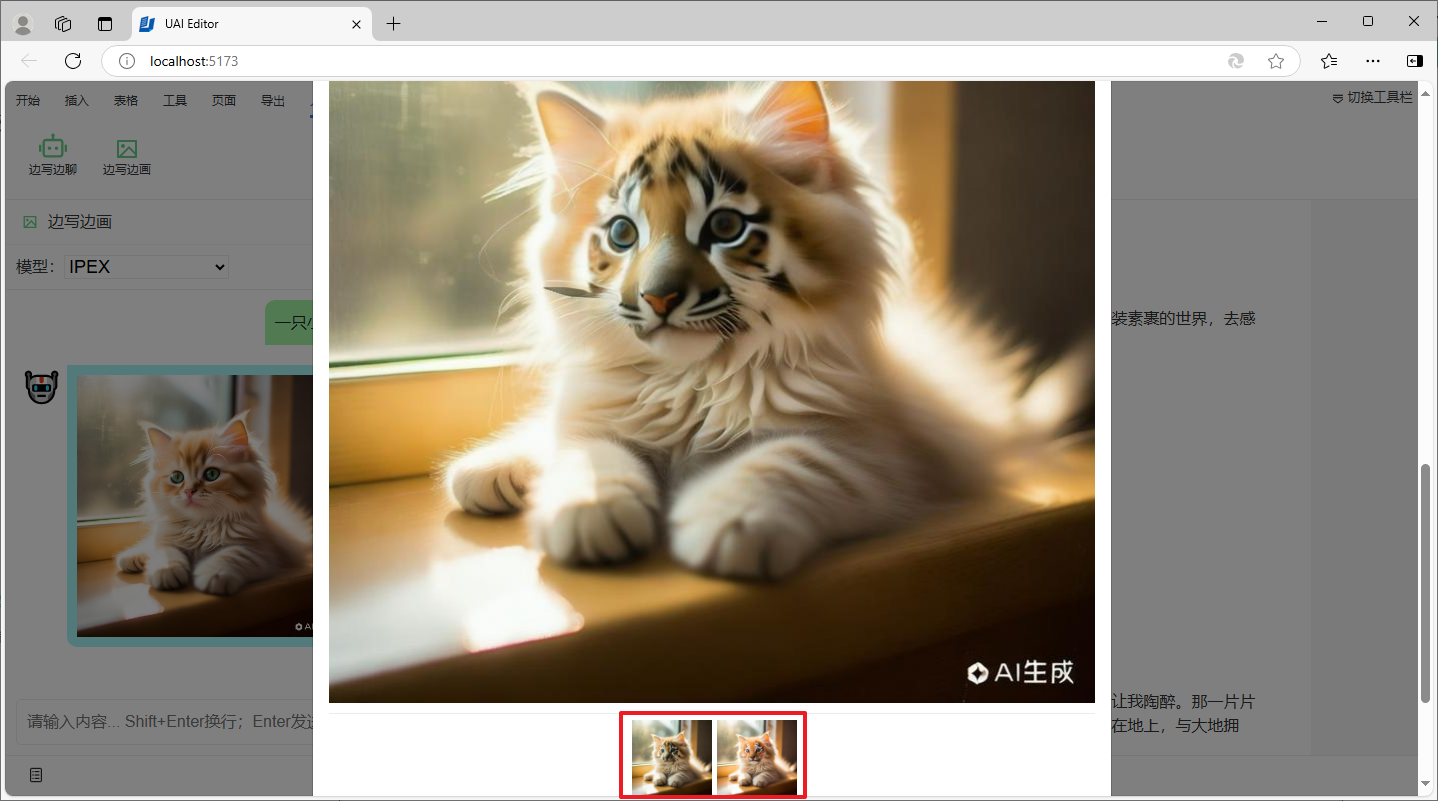 UAI Editor
localhost:5173
开始 插入 表格 工具 页面 导出
切换工具栏
边写边聊 边写边画
边写边画
模型： IPEX
一只小
装素裹的世界，去感
AI生成
让我陶醉。那一片片
请输入内容... Shift+Enter换行；Enter发送
在地上，与大地拥